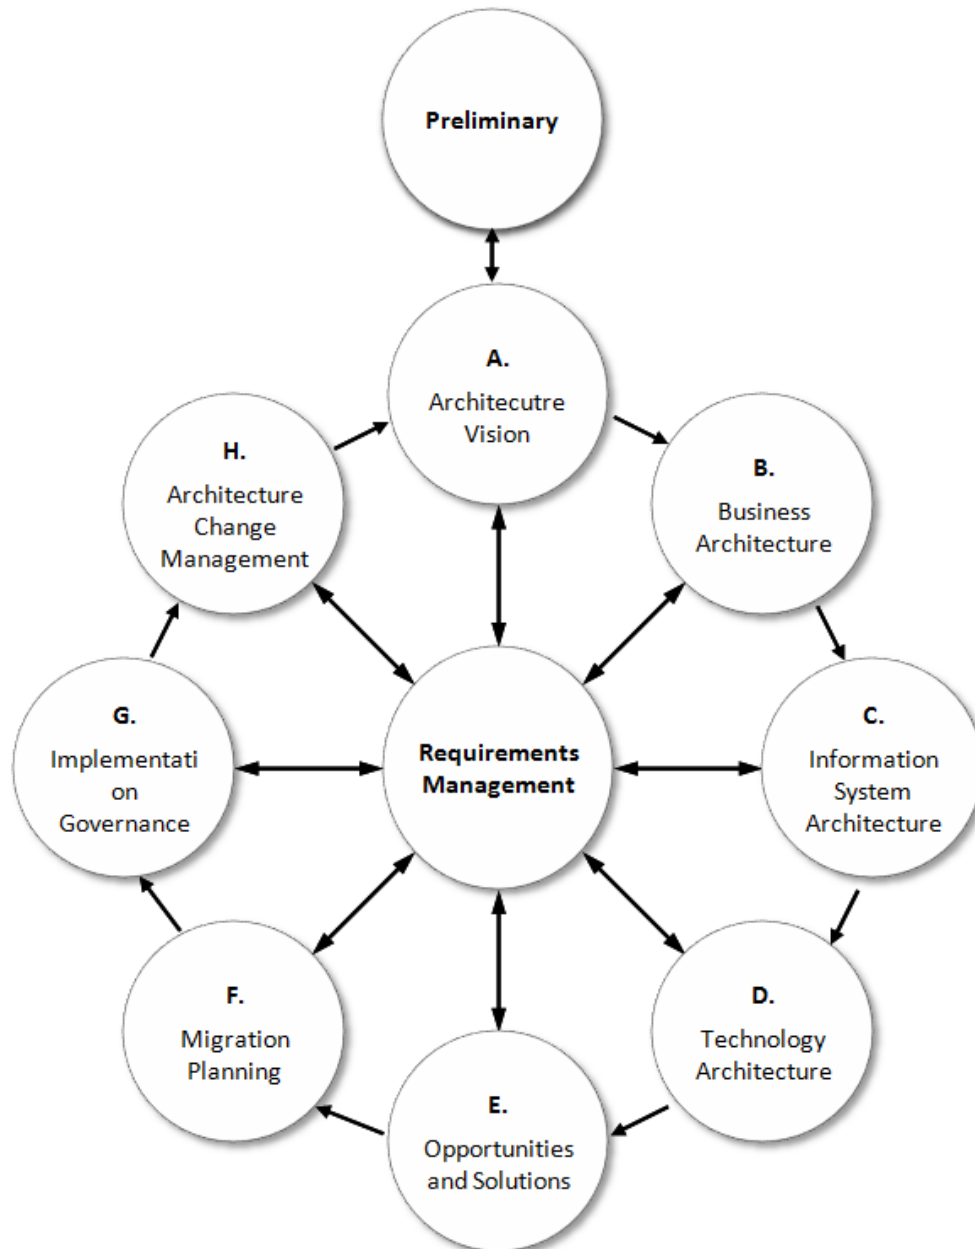 Preliminary
A.
Architecutre
Vision
B.
Business
Architecture
C.
Information
System
Architecture
D.
Technology
Architecture
E.
Opportunities
and Solutions
F.
Migration
Planning
G.
Implementati
on
Governance
H.
Architecture
Change
Management
Requirements
Management